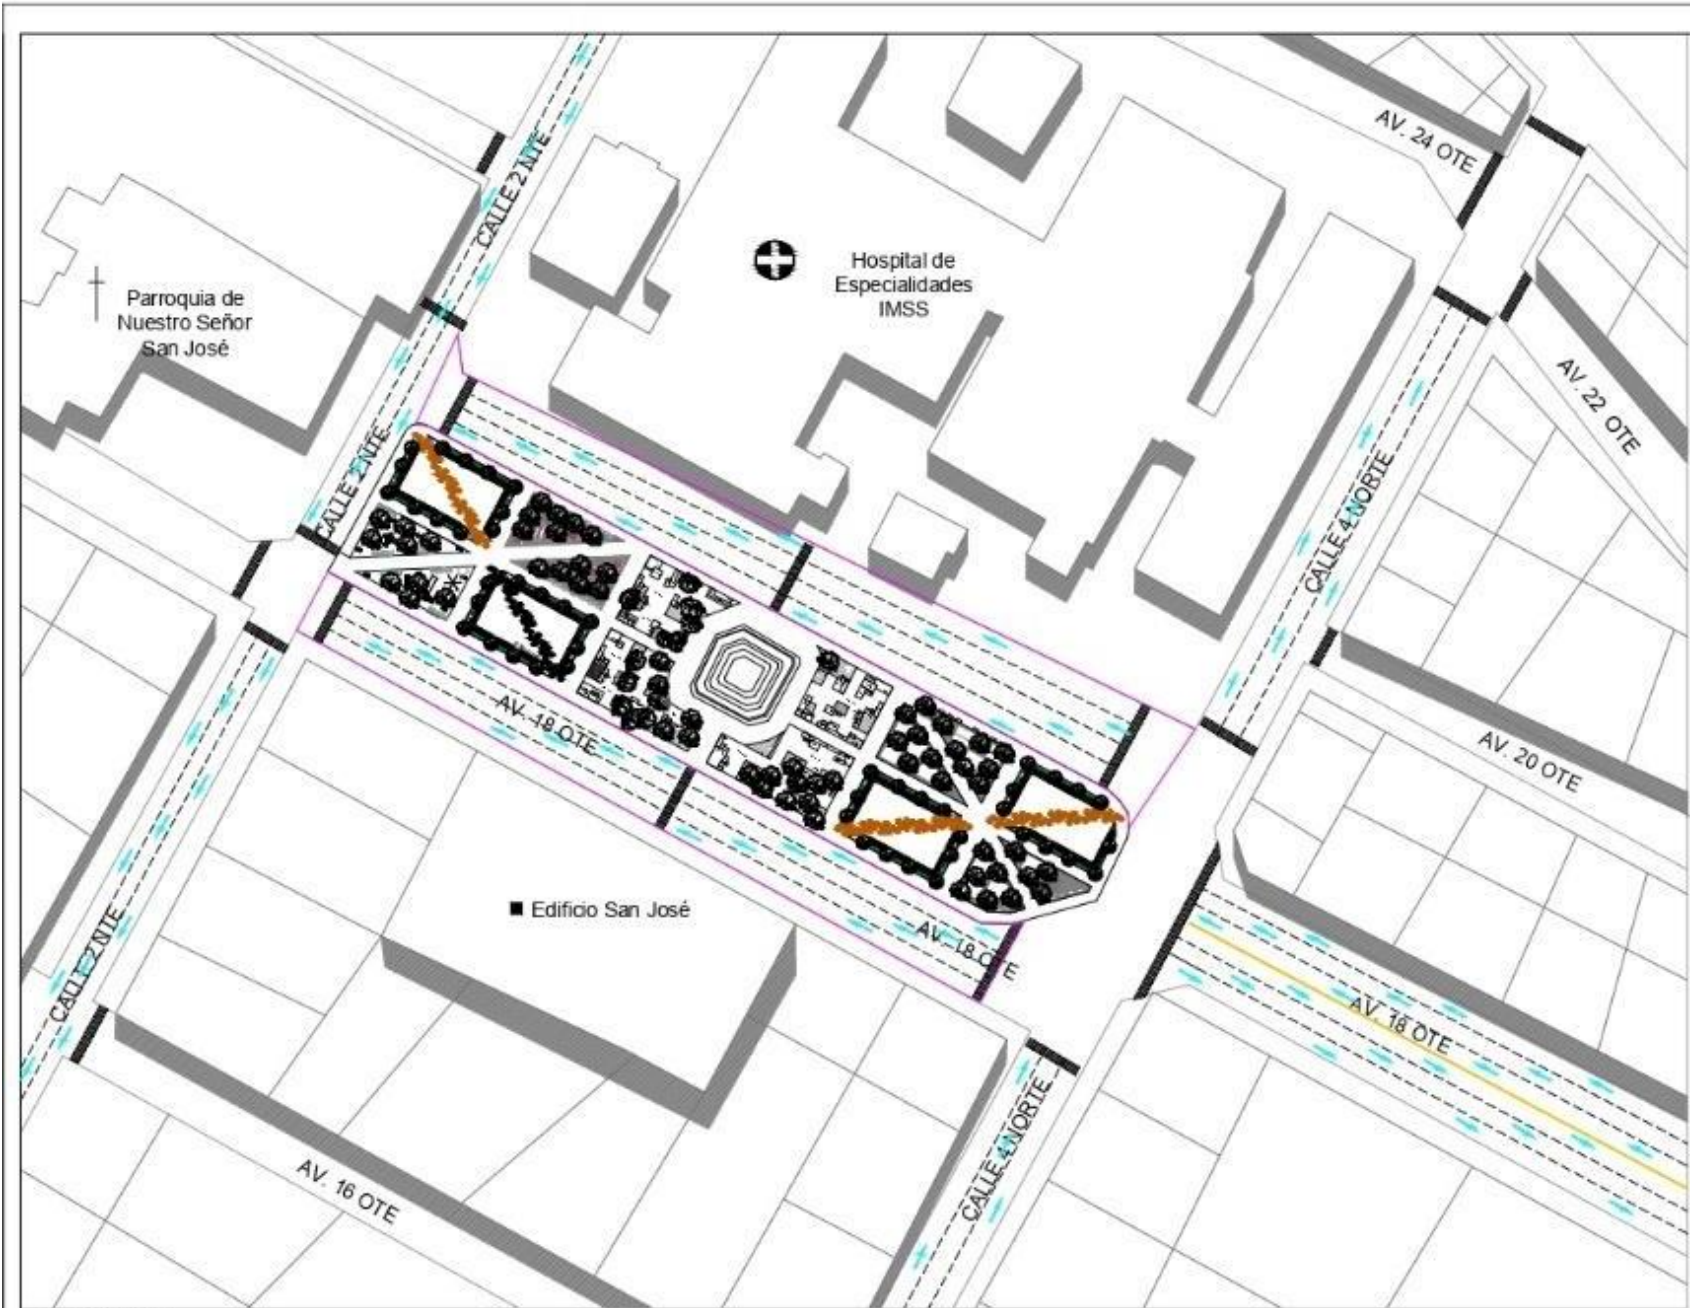 CALLE 2 NTE
AV. 24 OTE
Hospital de
Especialidades
IMSS
Parroquia de
Nuestro Señor
San José
AV. 22 OTE
CALLE 2 NTE
CALLE 4 NORTE
AV. 18 OTE
AV. 20 OTE
Edificio San José
AV. 18 OTE
CALLE 2 NTE
AV. 18 OTE
CALLE 4 NORTE
AV. 16 OTE